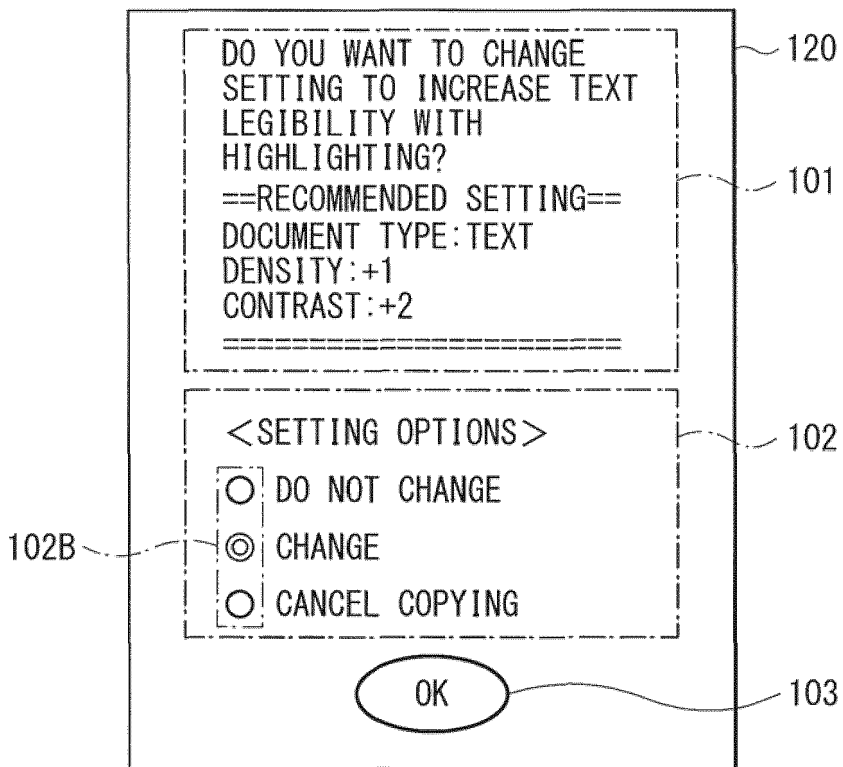 DO YOU WANT TO CHANGE
SETTING TO INCREASE TEXT
LEGIBILITY WITH
HIGHLIGHTING?
==RECOMMENDED SETTING==
DOCUMENT TYPE:TEXT
DENSITY:+1
CONTRAST:+2
=======================
120
101
<SETTING OPTIONS>
102
DO NOT CHANGE
102B
CHANGE
CANCEL COPYING
OK
103